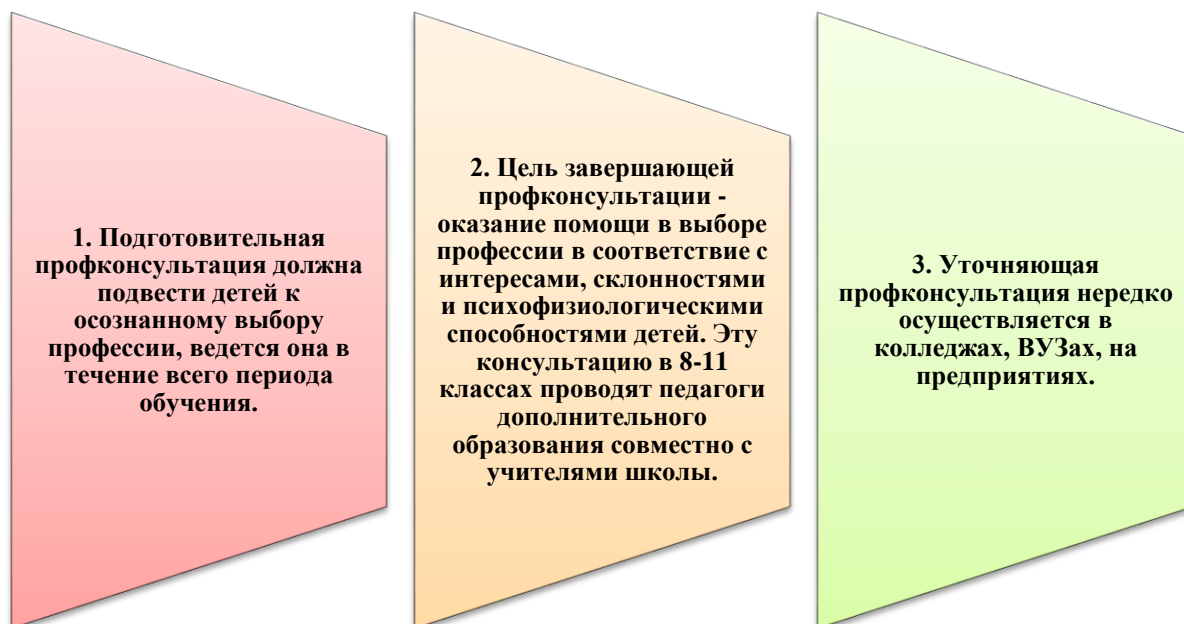 1. Подготовительная
профконсультация должна
подвести детей к
осознанному выбору
профессии, ведется она в
течение всего периода
обучения.
2. Цель завершающей
профконсультации -
оказание помощи в выборе
профессии в соответствие с
интересами, склонностями
и психофизиологическими
способностями детей. Эту
консультацию в 8-11
классах проводят педагоги
дополнительного
образования совместно с
учителями школы.
3. Уточняющая
профконсультация нередко
осуществляется в
колледжах, ВУЗах, на
предприятиях.